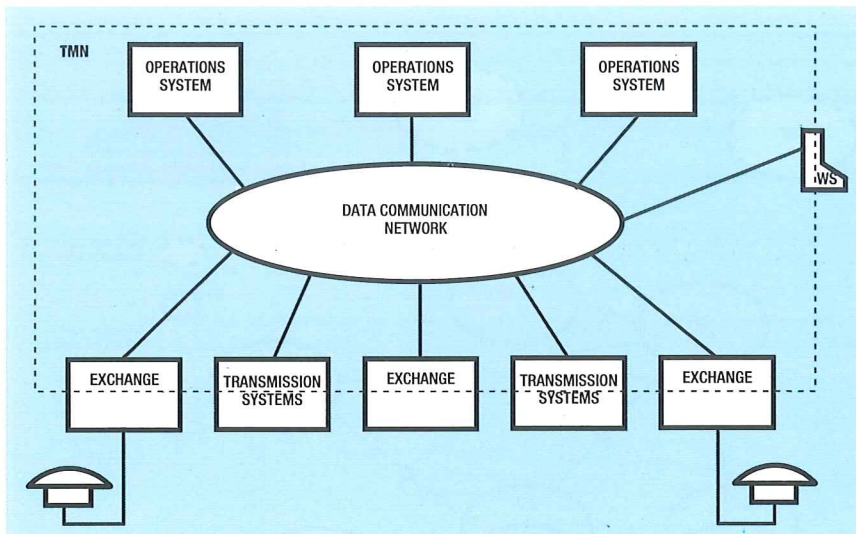 TMN
OPERATIONS
SYSTEM
OPERATIONS
SYSTEM
OPERATIONS
SYSTEM
WS
DATA COMMUNICATION
NETWORK
EXCHANGE
TRANSMISSION
SYSTEMS
EXCHANGE
TRANSMISSION
SYSTEMS
EXCHANGE